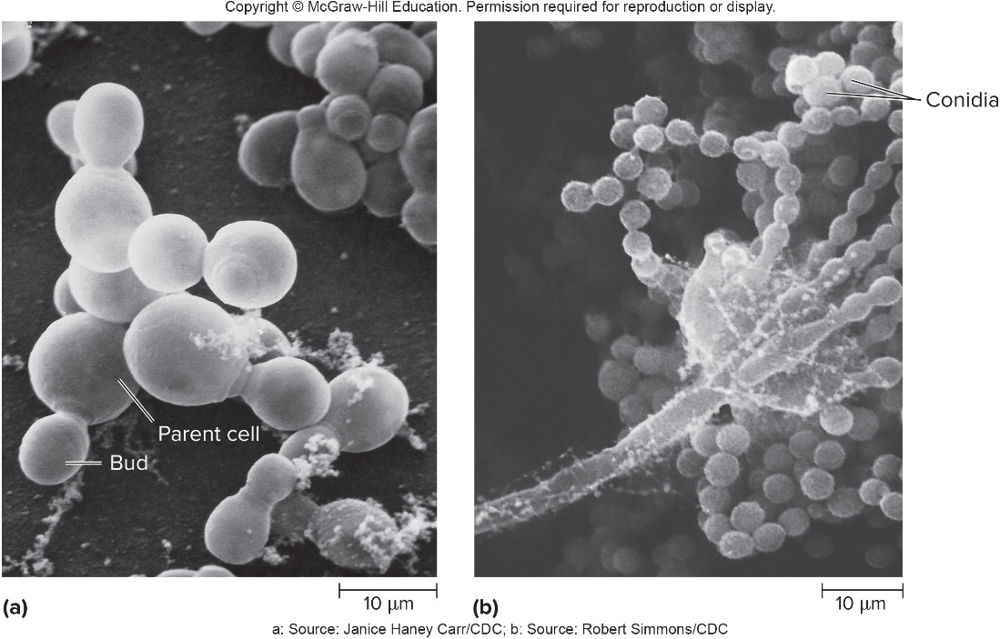 Copyright © McGraw-Hill Education. Permission required for reproduction or display.
Conidia
Parent cell
Bud
(a)
10 µm
(b)
10 µm
a: Source: Janice Haney Carr/CDC; b: Source: Robert Simmons/CDC